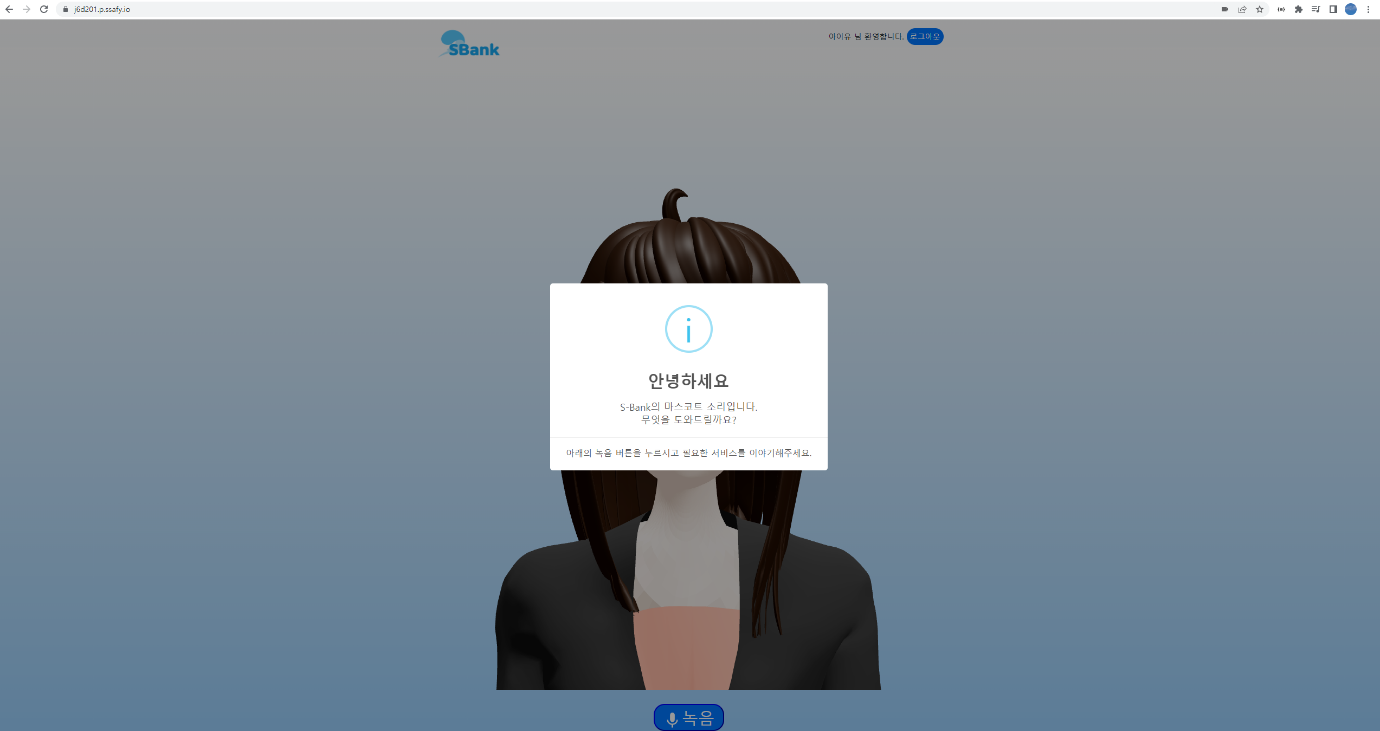 j6d201.p.ssafy.io
SBank
이이유 님 환영합니다. 로그아웃
i
안녕하세요
S-Bank의 마스코트 소리입니다.
무엇을 도와드릴까요?
아래의 녹음 버튼을 누르시고 필요한 서비스를 이야기해주세요.
녹음